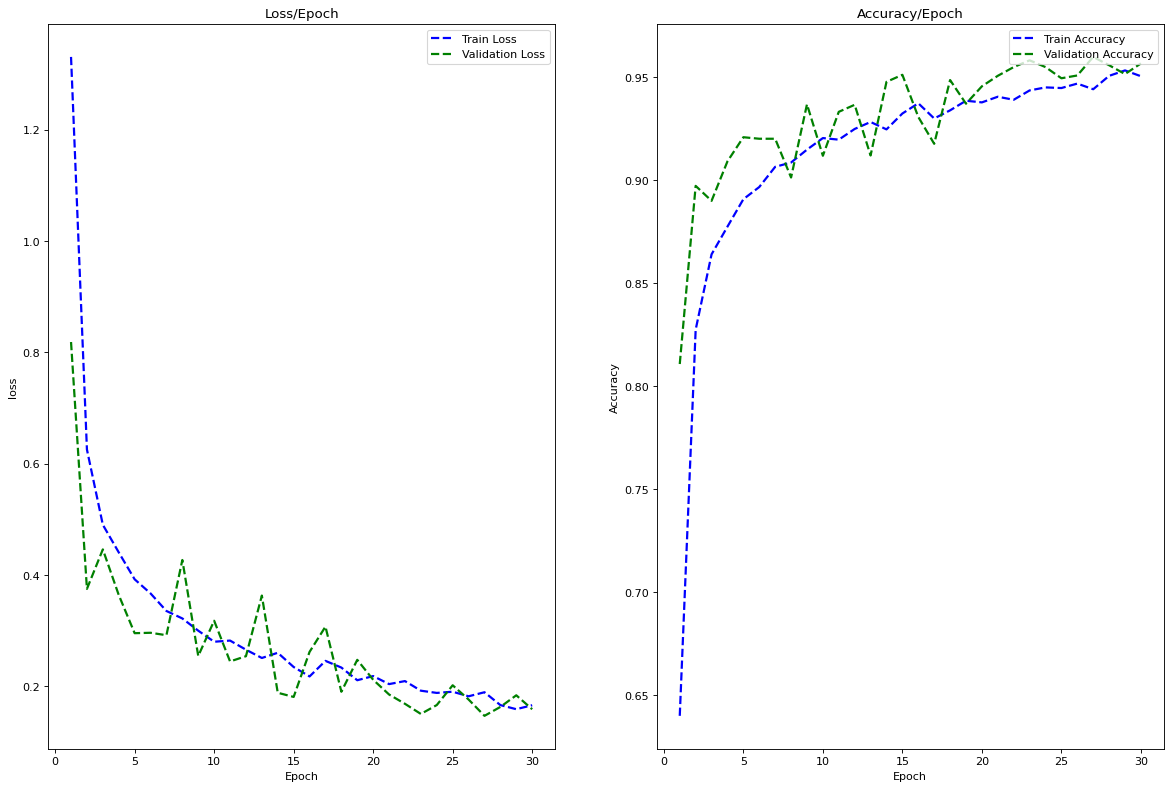 Loss/Epoch
Train Loss
Validation Loss
1.2
1.0
0.8
0.6
0.4
0.2
loss
0
5
10
15
20
25
30
Epoch
Accuracy/Epoch
Train Accuracy
Validation Accuracy
0.95
0.90
0.85
0.80
0.75
0.70
0.65
Accuracy
0
5
10
15
20
25
30
Epoch